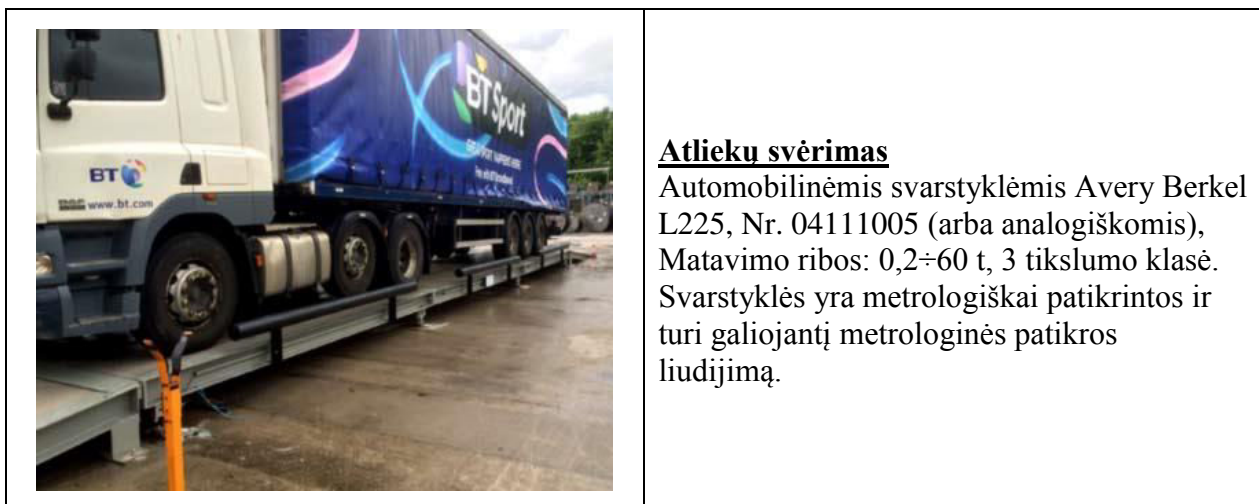 BT
www.bt.com
BT Sport
Atliekų svėrimas
Automobilinėmis svarstyklėmis Avery Berkel
L225, Nr. 04111005 (arba analogiškomis),
Matavimo ribos: 0,2÷60 t, 3 tikslumo klasė.
Svarstyklės yra metrologiškai patikrintos ir
turi galiojantį metrologinės patikros
liudijimą.